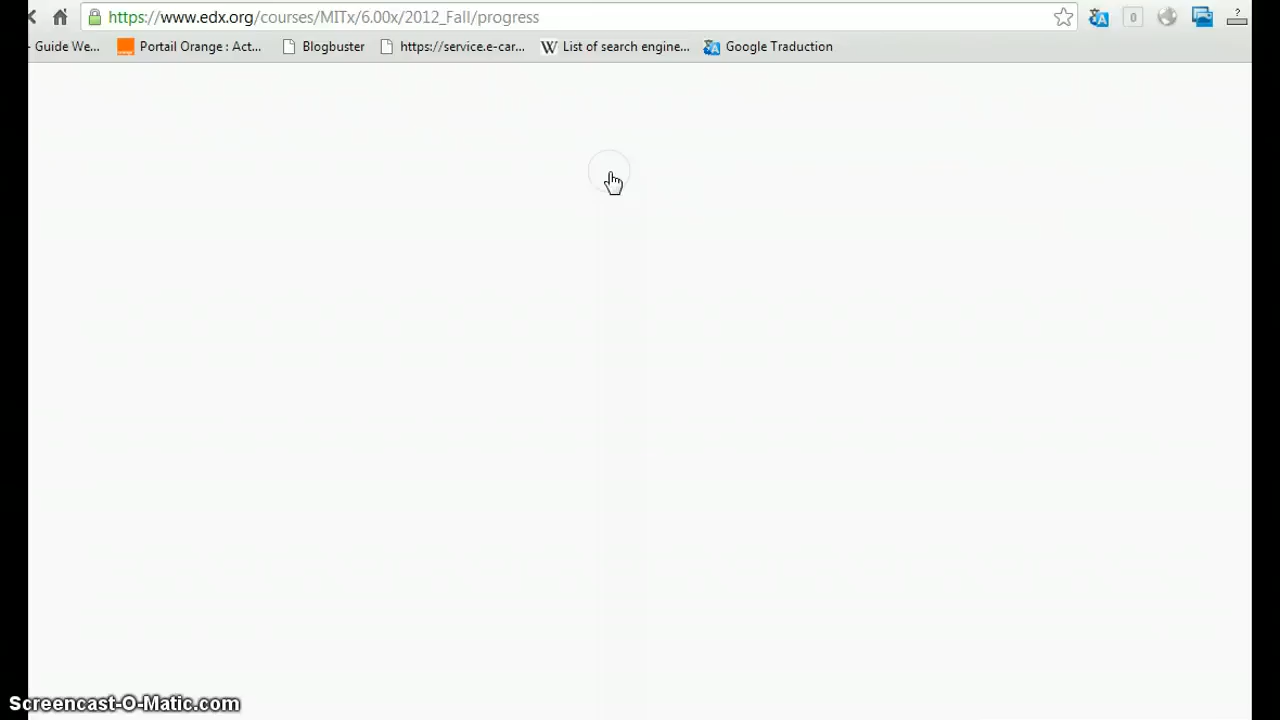 https://www.edx.org/courses/MITx/6.00x/2012_Fall/progress
0
?
- Guide We...
Portail Orange : Act...
Blogbuster
https://service.e-car...
W List of search engine...
Google Traduction
Screencast-O-Matic.com